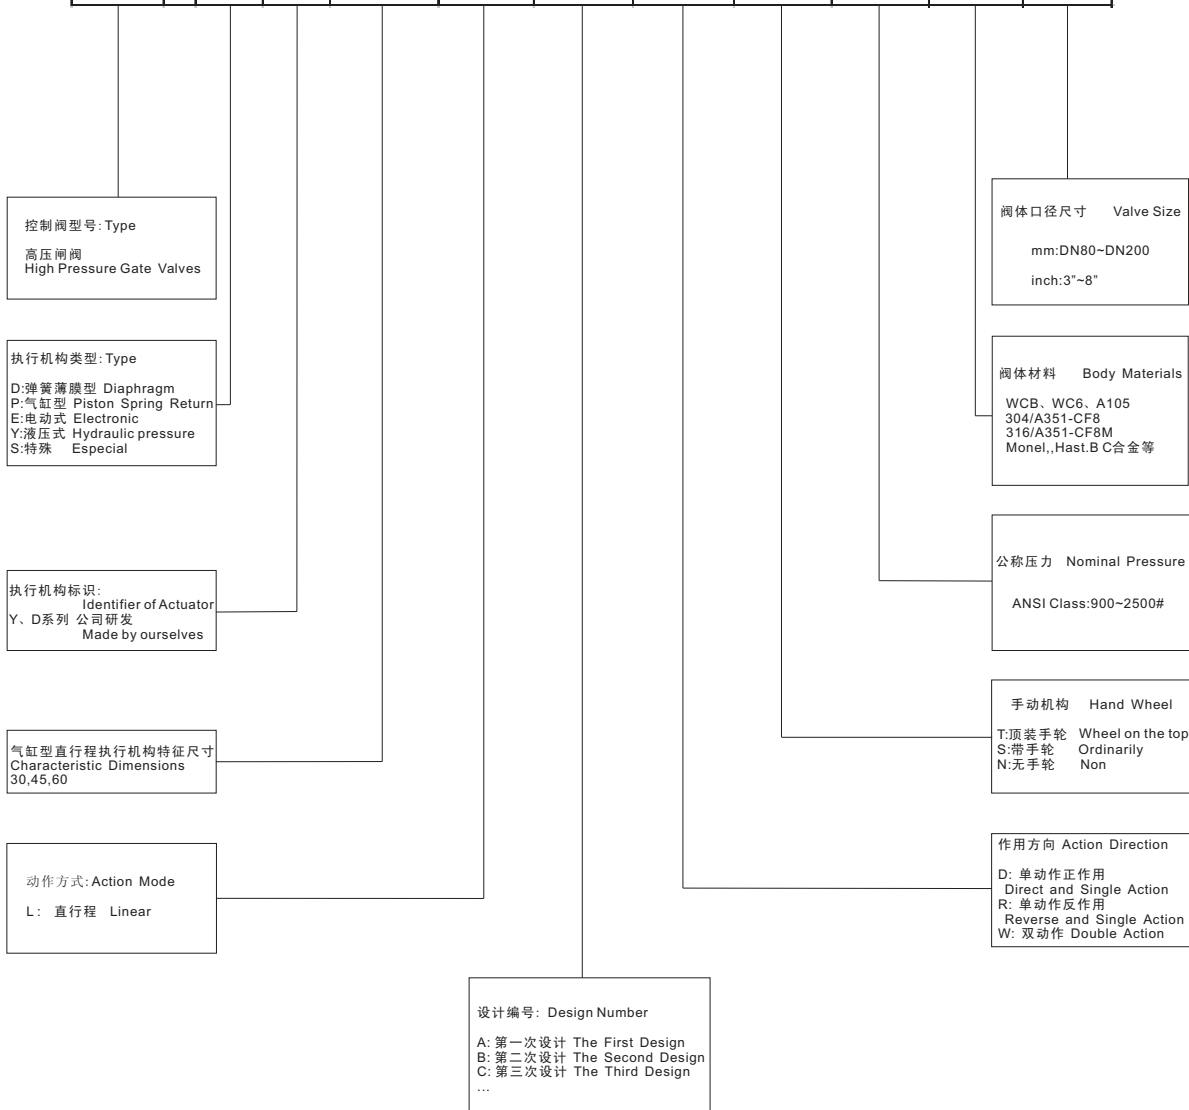 控制阀型号:Type
高压闸阀
High Pressure Gate Valves
执行机构类型:Type
D:弹簧薄膜型 Diaphragm
P:气缸型 Piston Spring Return
E:电动式 Electronic
Y:液压式 Hydraulic pressure
S:特殊 Especial
执行机构标识:
Identifier of Actuator
Y、D系列 公司研发
Made by ourselves
气缸型直行程执行机构特征尺寸
Characteristic Dimensions
30,45,60
动作方式:Action Mode
L: 直行程 Linear
设计编号: Design Number
A: 第一次设计 The First Design
B: 第二次设计 The Second Design
C: 第三次设计 The Third Design
...
阀体口径尺寸 Valve Size
mm:DN80~DN200
inch:3"~8"
阀体材料 Body Materials
WCB、WC6、A105
304/A351-CF8
316/A351-CF8M
Monel,,Hast.B C合金等
公称压力 Nominal Pressure
ANSI Class:900~2500#
手动机构 Hand Wheel
T:顶装手轮 Wheel on the top
S:带手轮 Ordinarily
N:无手轮 Non
作用方向 Action Direction
D: 单动作正作用
Direct and Single Action
R: 单动作反作用
Reverse and Single Action
W: 双动作 Double Action